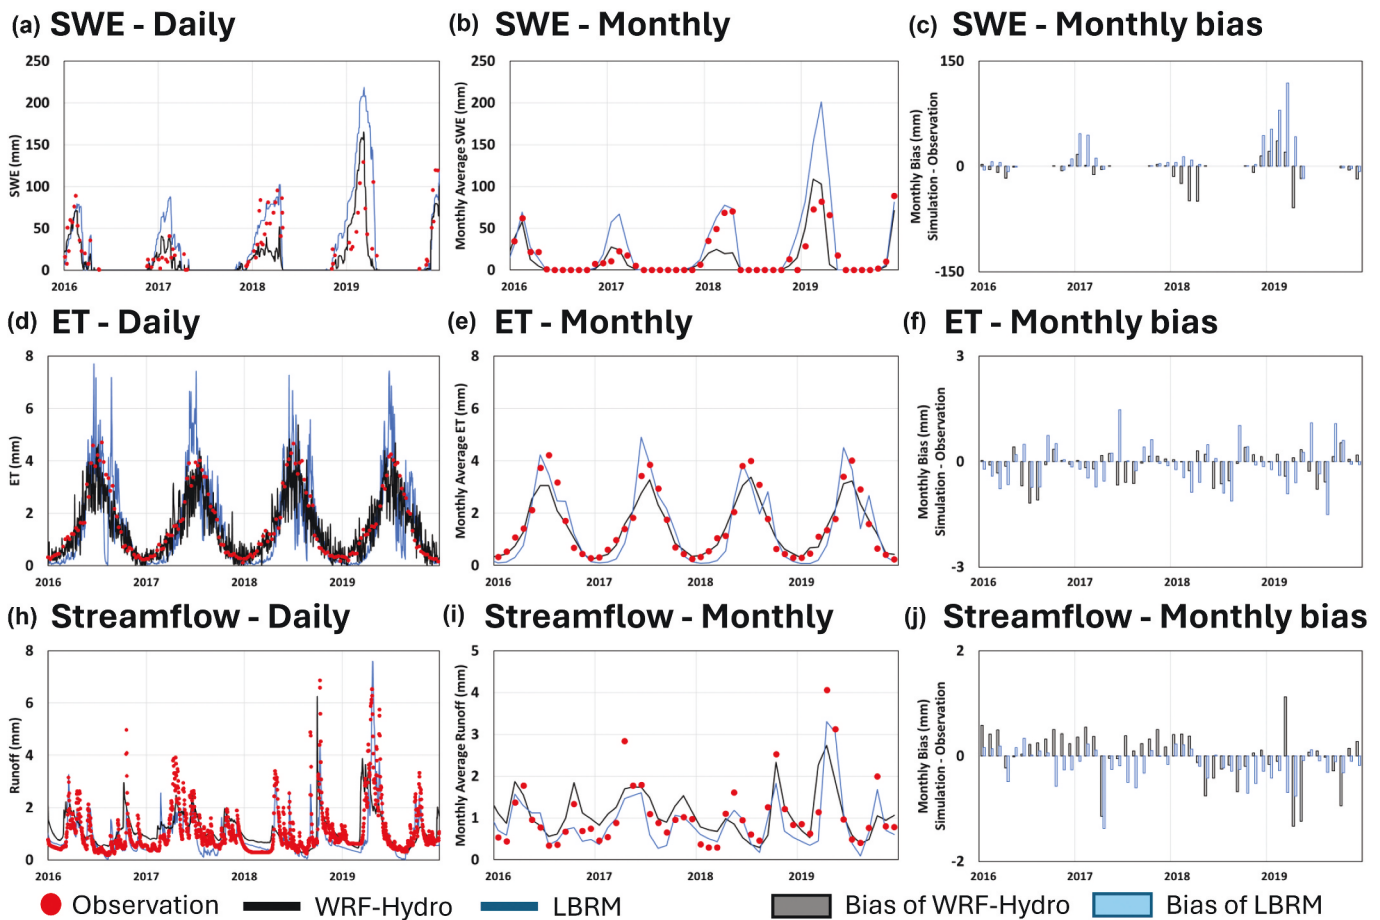 (a) SWE - Daily
(b) SWE - Monthly
(c) SWE - Monthly bias
SWE (mm)
250
200
150
100
50
0
2016 2017 2018 2019
Monthly Average SWE (mm)
250
200
150
100
50
0
2016 2017 2018 2019
Monthly Bias (mm)
Simulation - Observation
150
0
-150
2016 2017 2018 2019
(d) ET - Daily
(e) ET - Monthly
(f) ET - Monthly bias
ET (mm)
8
6
4
2
0
2016 2017 2018 2019
Monthly Average ET (mm)
8
6
4
2
0
2016 2017 2018 2019
Monthly Bias (mm)
Simulation - Observation
3
0
-3
2016 2017 2018 2019
(h) Streamflow - Daily
(i) Streamflow - Monthly
(j) Streamflow - Monthly bias
Runoff (mm)
8
6
4
2
0
2016 2017 2018 2019
Monthly Average Runoff (mm)
5
4
3
2
1
0
2016 2017 2018 2019
Monthly Bias (mm)
Simulation - Observation
2
0
-2
2016 2017 2018 2019
Observation WRF-Hydro LBRM Bias of WRF-Hydro Bias of LBRM